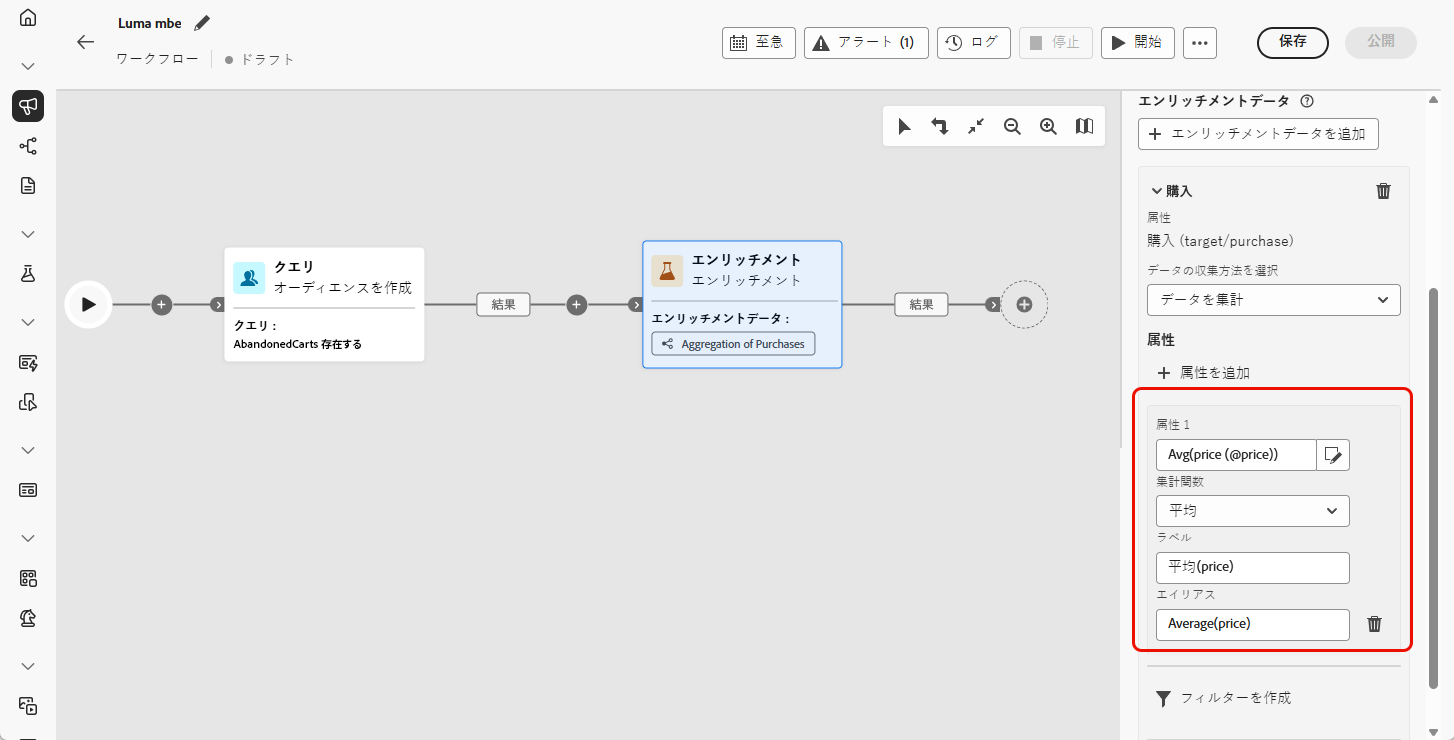 Luma mbe
ワークフロー
ドラフト
至急
アラート (1)
ログ
停止
開始
保存
公開
クエリ
オーディエンスを作成
クエリ :
AbandonedCarts 存在する
結果
エンリッチメント
エンリッチメント
エンリッチメントデータ :
Aggregation of Purchases
結果
エンリッチメントデータ
エンリッチメントデータを追加
購入
属性
購入 (target/purchase)
データの収集方法を選択
データを集計
属性
属性を追加
属性 1
Avg(price (@price))
集計関数
平均
ラベル
平均(price)
エイリアス
Average(price)
フィルターを作成